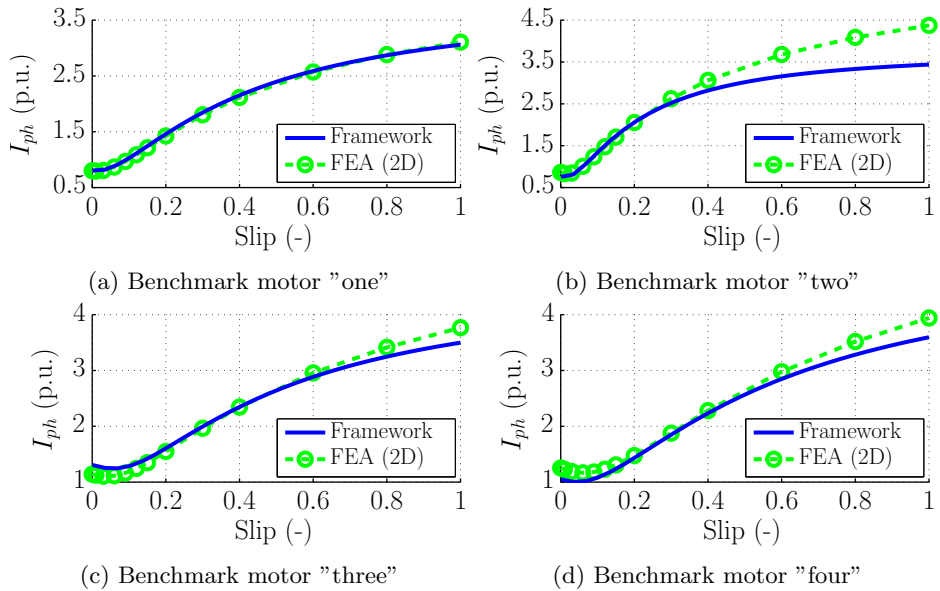 3.5
2.5
1.5
0.5
I_ph (p.u.)
Framework
FEA (2D)
0 0.2 0.4 0.6 0.8 1
Slip (-)
(a) Benchmark motor "one"
4.5
3.5
2.5
1.5
0.5
I_ph (p.u.)
Framework
FEA (2D)
0 0.2 0.4 0.6 0.8 1
Slip (-)
(b) Benchmark motor "two"
4
3
2
1
I_ph (p.u.)
Framework
FEA (2D)
0 0.2 0.4 0.6 0.8 1
Slip (-)
(c) Benchmark motor "three"
4
3
2
1
I_ph (p.u.)
Framework
FEA (2D)
0 0.2 0.4 0.6 0.8 1
Slip (-)
(d) Benchmark motor "four"